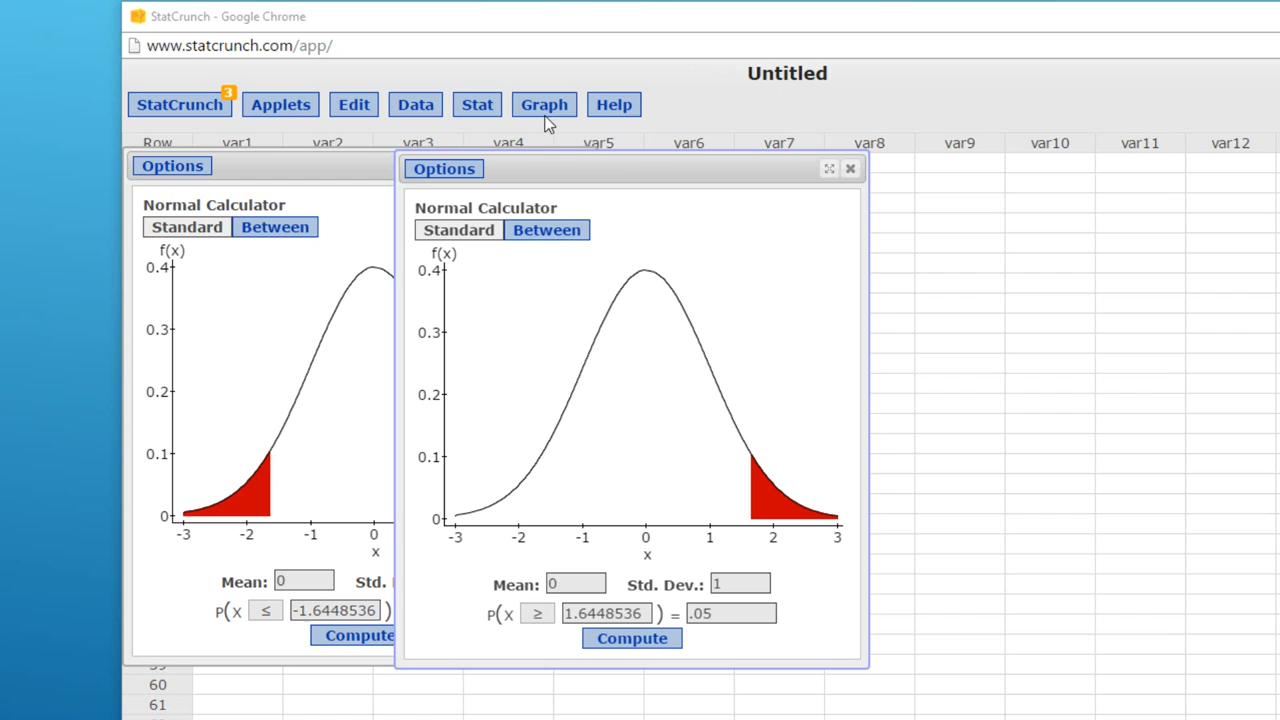 StatCrunch - Google Chrome
www.statcrunch.com/app/
Untitled
StatCrunch 3 Applets Edit Data Stat Graph Help
Row var1 var2 var3 var4 var5 var6 var7 var8 var9 var10 var11 var12
Options
Normal Calculator
Standard Between
f(x)
0.4
0.3
0.2
0.1
0
-3 -2 -1 0
x
Mean: 0 Std.
P(X ≤ -1.6448536 )
Compute
Options
Normal Calculator
Standard Between
f(x)
0.4
0.3
0.2
0.1
0
-3 -2 -1 0 1 2 3
x
Mean: 0 Std. Dev.: 1
P(X ≥ 1.6448536 ) = .05
Compute
60
61